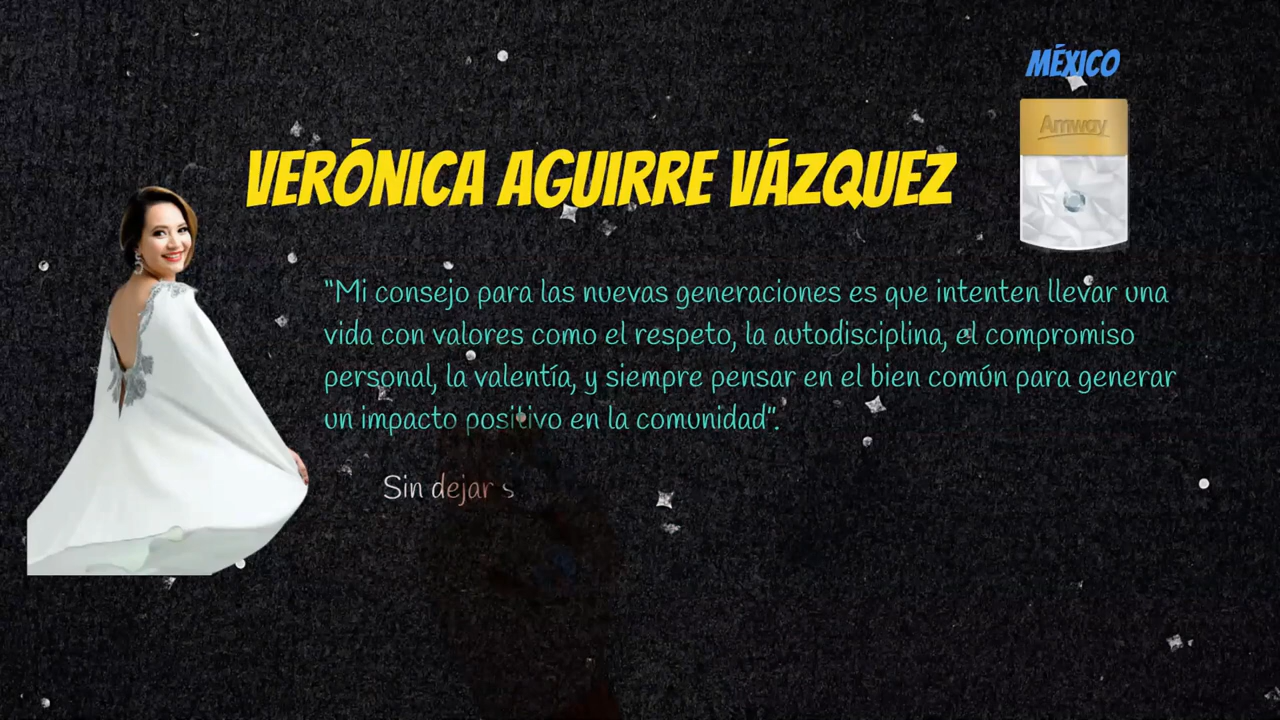 MÉXICO
Amway
VERÓNICA AGUIRRE VÁZQUEZ
"Mi consejo para las nuevas generaciones es que intenten llevar una
vida con valores como el respeto, la autodisciplina, el compromiso
personal, la valentía, y siempre pensar en el bien común para generar
un impacto positivo en la comunidad".
Sin dejar s